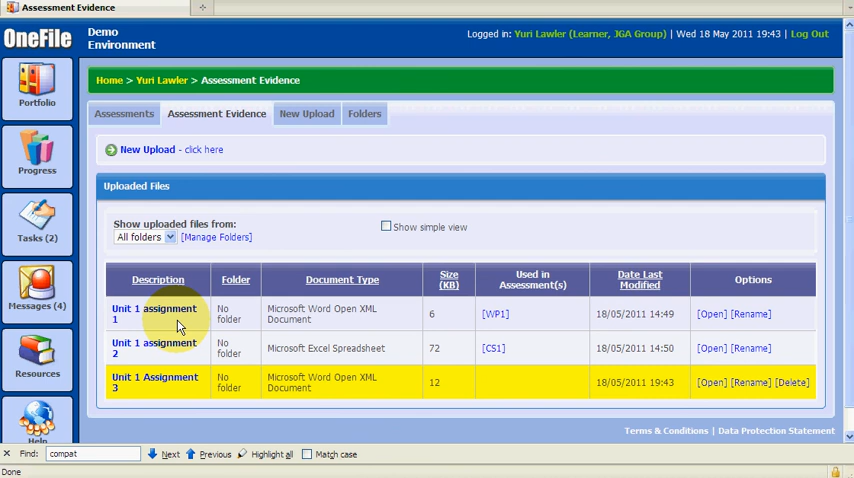 Assessment Evidence
OneFile
Demo
Environment
Logged in: Yuri Lawler (Learner, JGA Group) | Wed 18 May 2011 19:43 | Log Out
Portfolio
Progress
Tasks (2)
Messages (4)
Resources
Help
Home > Yuri Lawler > Assessment Evidence
Assessments
Assessment Evidence
New Upload
Folders
New Upload - click here
Uploaded Files
Show uploaded files from:
All folders [Manage Folders]
Show simple view
Description Folder Document Type Size (KB) Used in Assessment(s) Date Last Modified Options
Unit 1 assignment 1 No folder Microsoft Word Open XML Document 6 [WP1] 18/05/2011 14:49 [Open] [Rename]
Unit 1 assignment 2 No folder Microsoft Excel Spreadsheet 72 [CS1] 18/05/2011 14:50 [Open] [Rename]
Unit 1 Assignment 3 No folder Microsoft Word Open XML Document 12 18/05/2011 19:43 [Open] [Rename] [Delete]
Terms & Conditions | Data Protection Statement
Find: compat Next Previous Highlight all Match case
Done